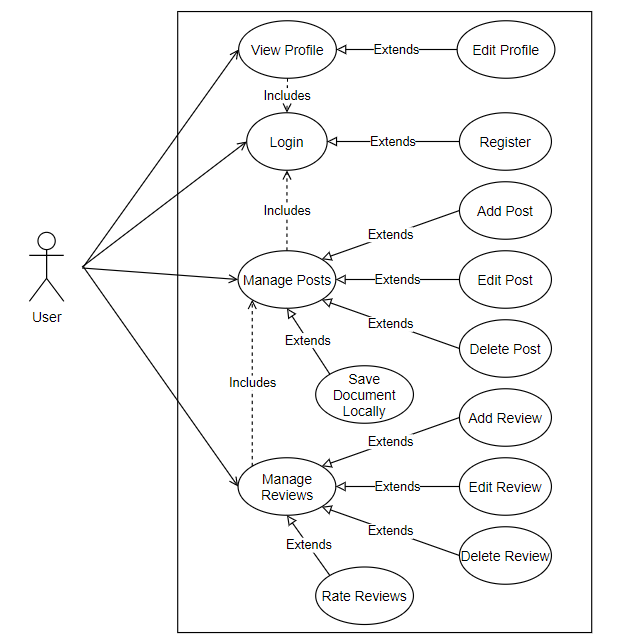 View Profile
Extends
Edit Profile
Includes
Login
Extends
Register
Add Post
Includes
Extends
Manage Posts
Extends
Edit Post
User
Extends
Extends
Delete Post
Save
Document
Locally
Includes
Add Review
Extends
Manage
Reviews
Extends
Edit Review
Extends
Extends
Delete Review
Rate Reviews